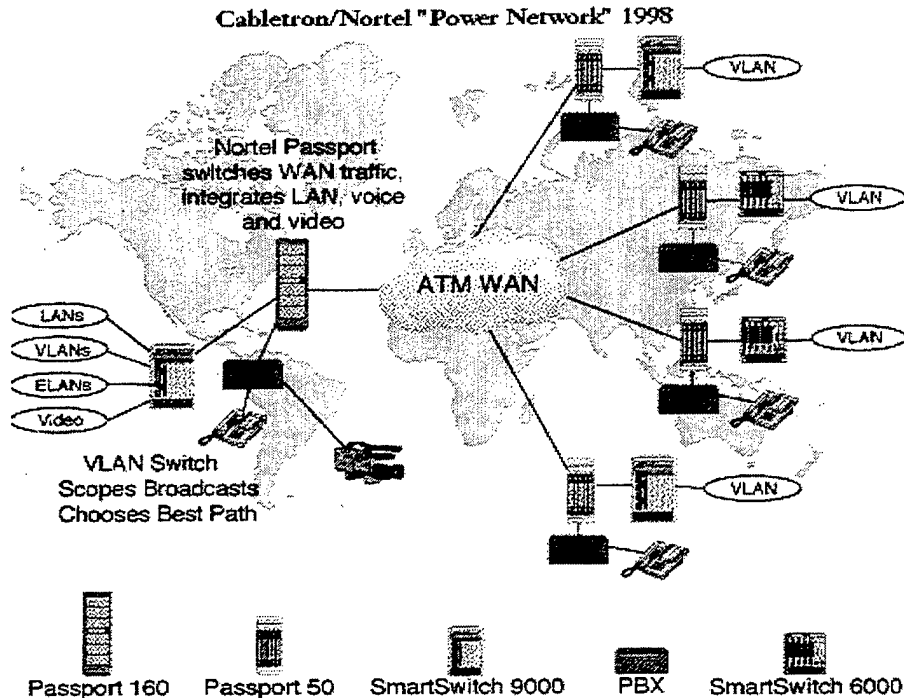 Cabletron/Nortel "Power Network" 1998
VLAN
Nortel Passport
switches WAN traffic,
integrates LAN, voice
and video
VLAN
ATM WAN
LANs
VLANs
ELANs
Video
VLAN
VLAN Switch
Scopes Broadcasts
Chooses Best Path
VLAN
Passport 160
Passport 50
SmartSwitch 9000
PBX
SmartSwitch 6000